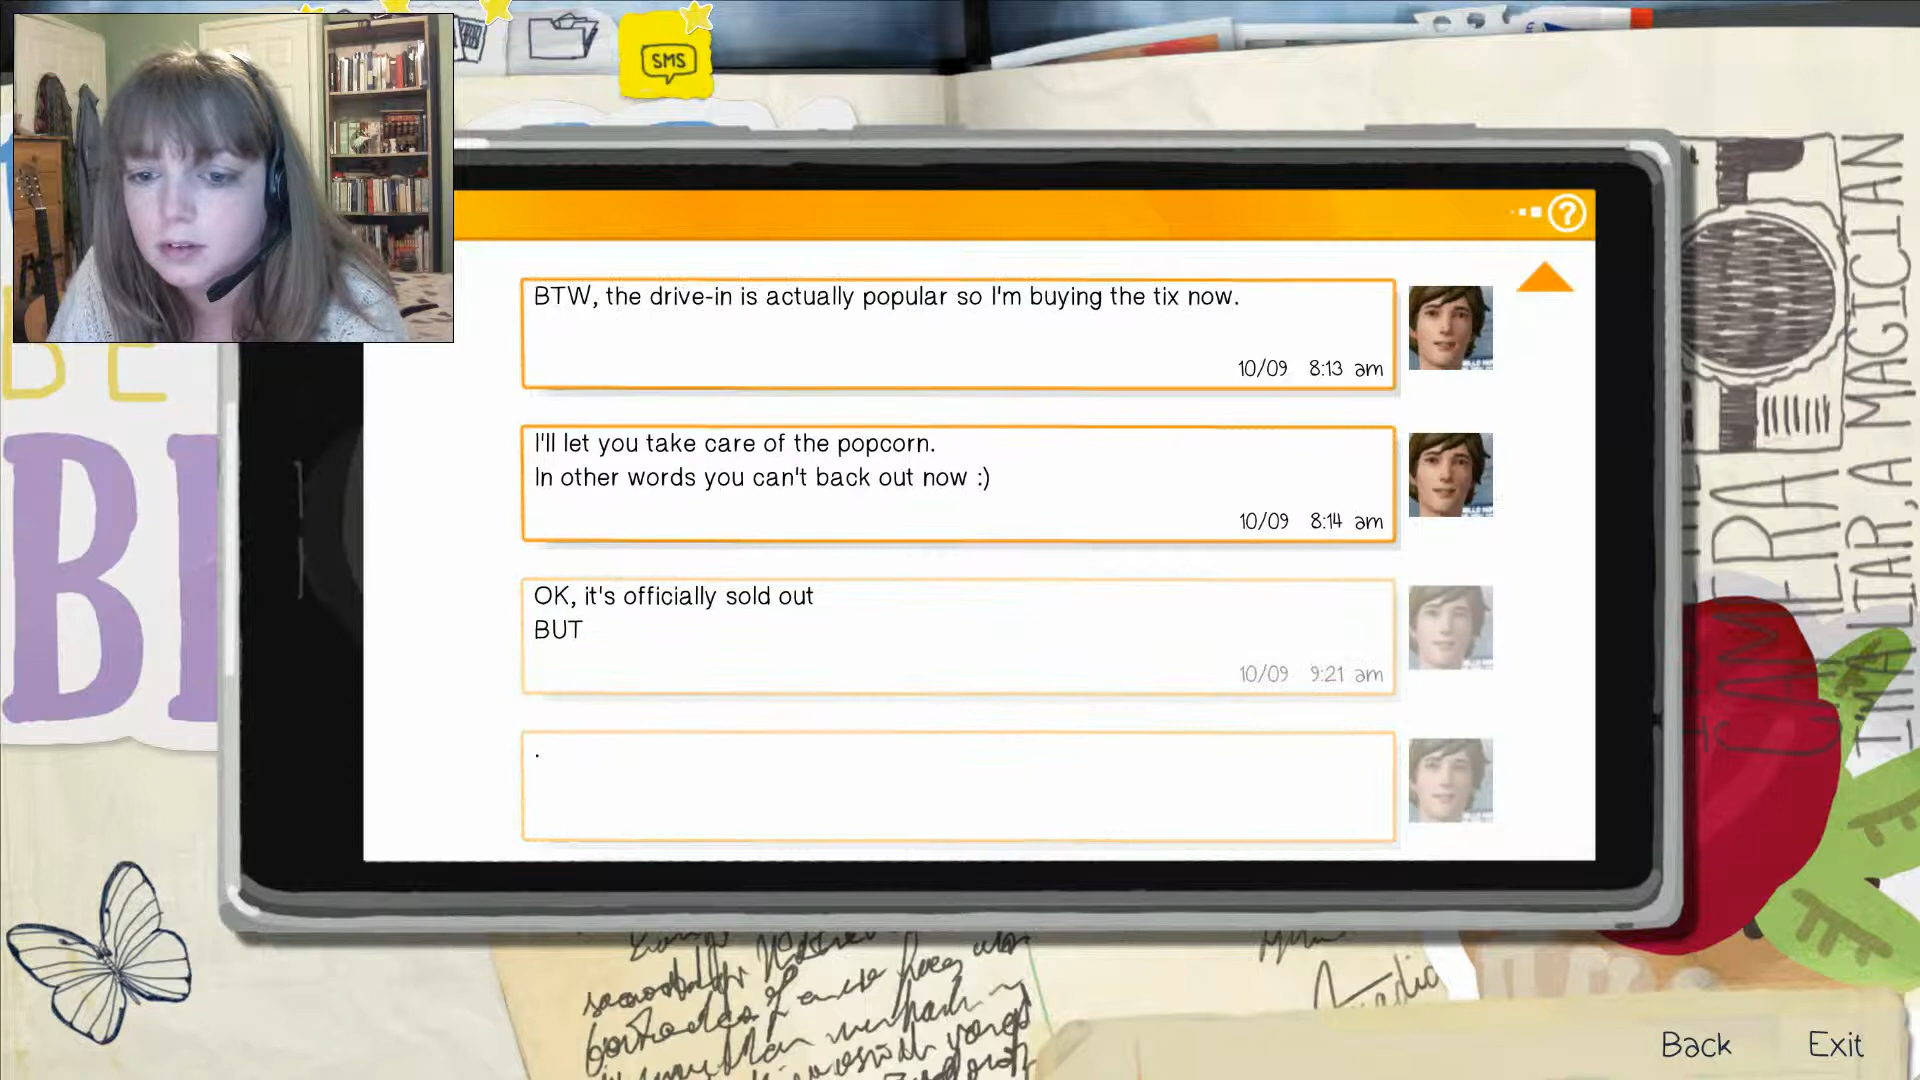 SMS
?
BTW, the drive-in is actually popular so I'm buying the tix now.
10/09 8:13 am
I'll let you take care of the popcorn.
In other words you can't back out now :)
10/09 8:14 am
OK, it's officially sold out
BUT
10/09 9:21 am
.
BE
CAMERA
LIAR, A MAGICIAN
Back
Exit